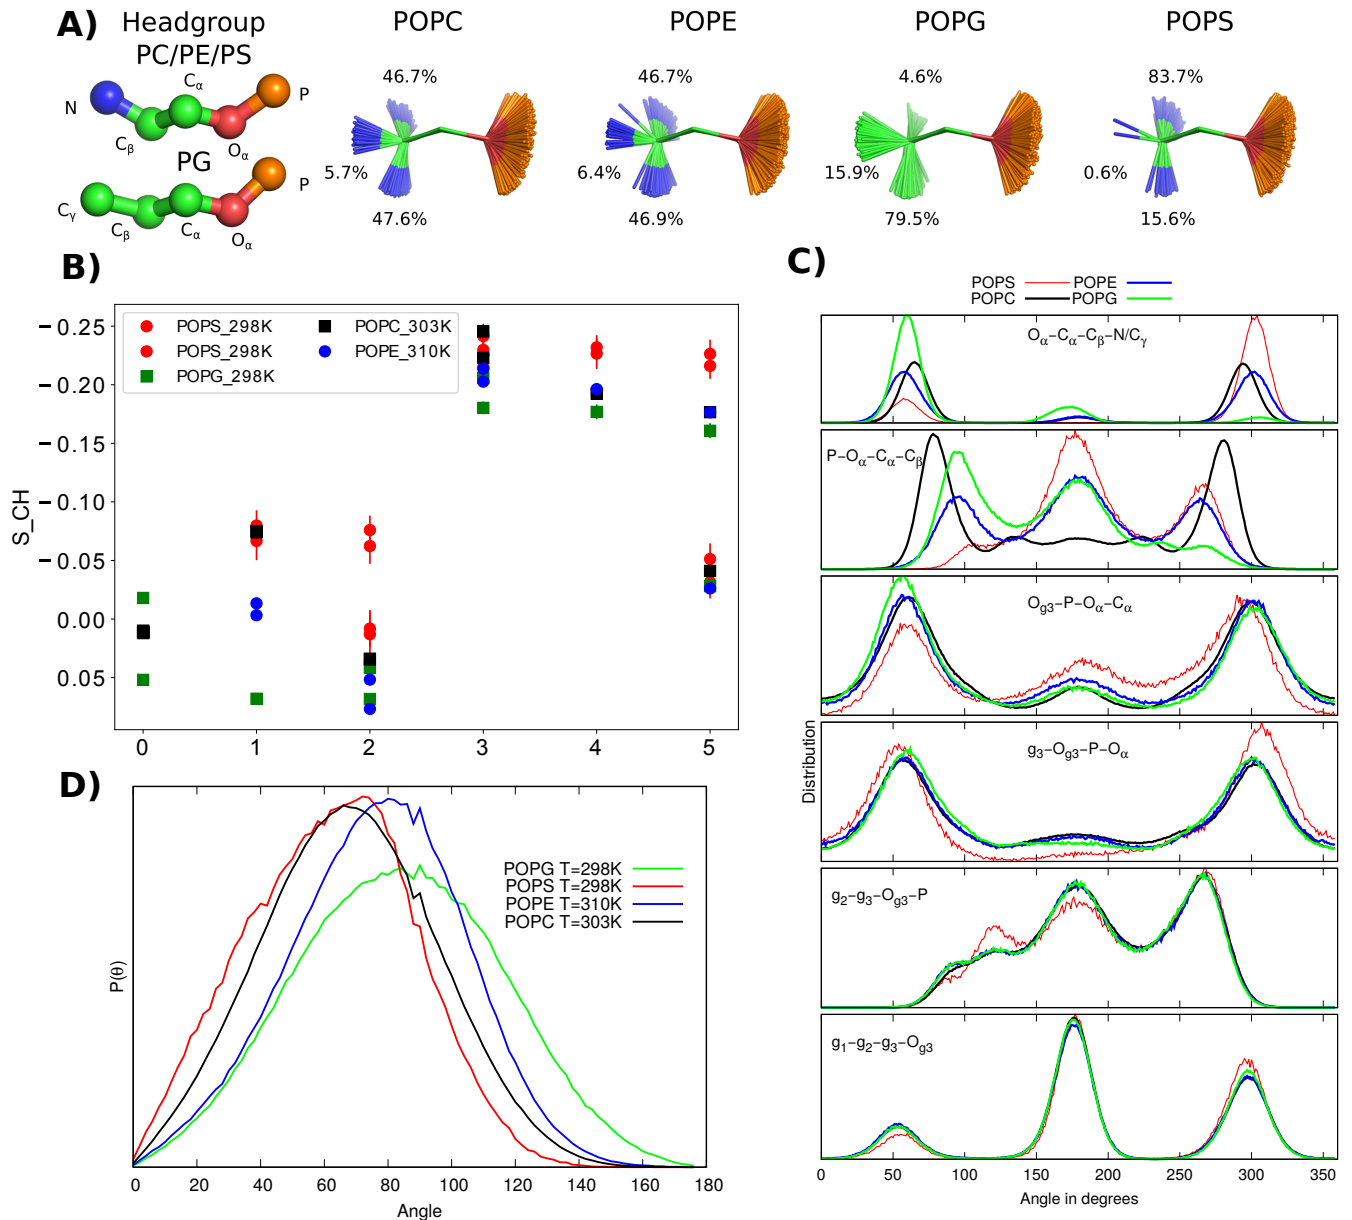 A)
Headgroup
PC/PE/PS
POPC
POPE
POPG
POPS
N
Cα
P
Cβ
Oα
PG
Cγ
P
Cβ
Cα
Oα
46.7%
5.7%
47.6%
46.7%
6.4%
46.9%
4.6%
15.9%
79.5%
83.7%
0.6%
15.6%
B)
POPS_298K
POPS_298K
POPG_298K
POPC_303K
POPE_310K
S_CH
−0.25
−0.20
−0.15
−0.10
−0.05
0.00
0.05
0 1 2 3 4 5
C)
POPS
POPE
POPC
POPG
Oα−Cα−Cβ−N/Cγ
P−Oα−Cα−Cβ
Og3−P−Oα−Cα
g3−Og3−P−Oα
g2−g3−Og3−P
g1−g2−g3−Og3
Distribution
0 50 100 150 200 250 300 350
Angle in degrees
D)
POPG T=298K
POPS T=298K
POPE T=310K
POPC T=303K
P(θ)
0 20 40 60 80 100 120 140 160 180
Angle